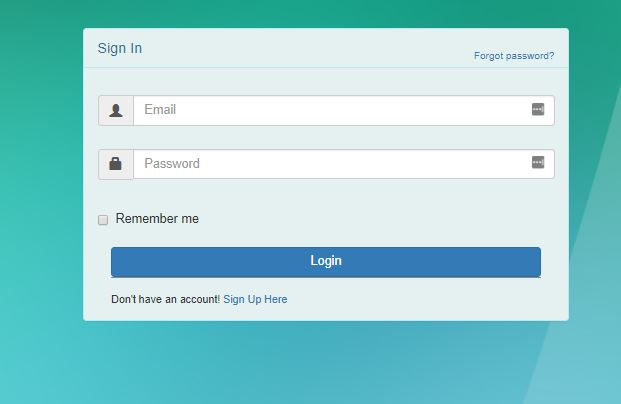 Sign In
Forgot password?
Email
Password
Remember me
Login
Don't have an account! Sign Up Here